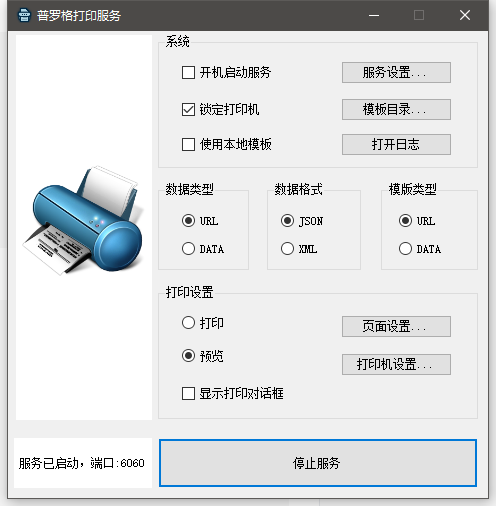 普罗格打印服务
系统
开机启动服务
服务设置...
锁定打印机
模板目录...
使用本地模板
打开日志
数据类型
数据格式
模版类型
URL
JSON
URL
DATA
XML
DATA
打印设置
打印
页面设置...
预览
打印机设置...
显示打印对话框
服务已启动，端口:6060
停止服务